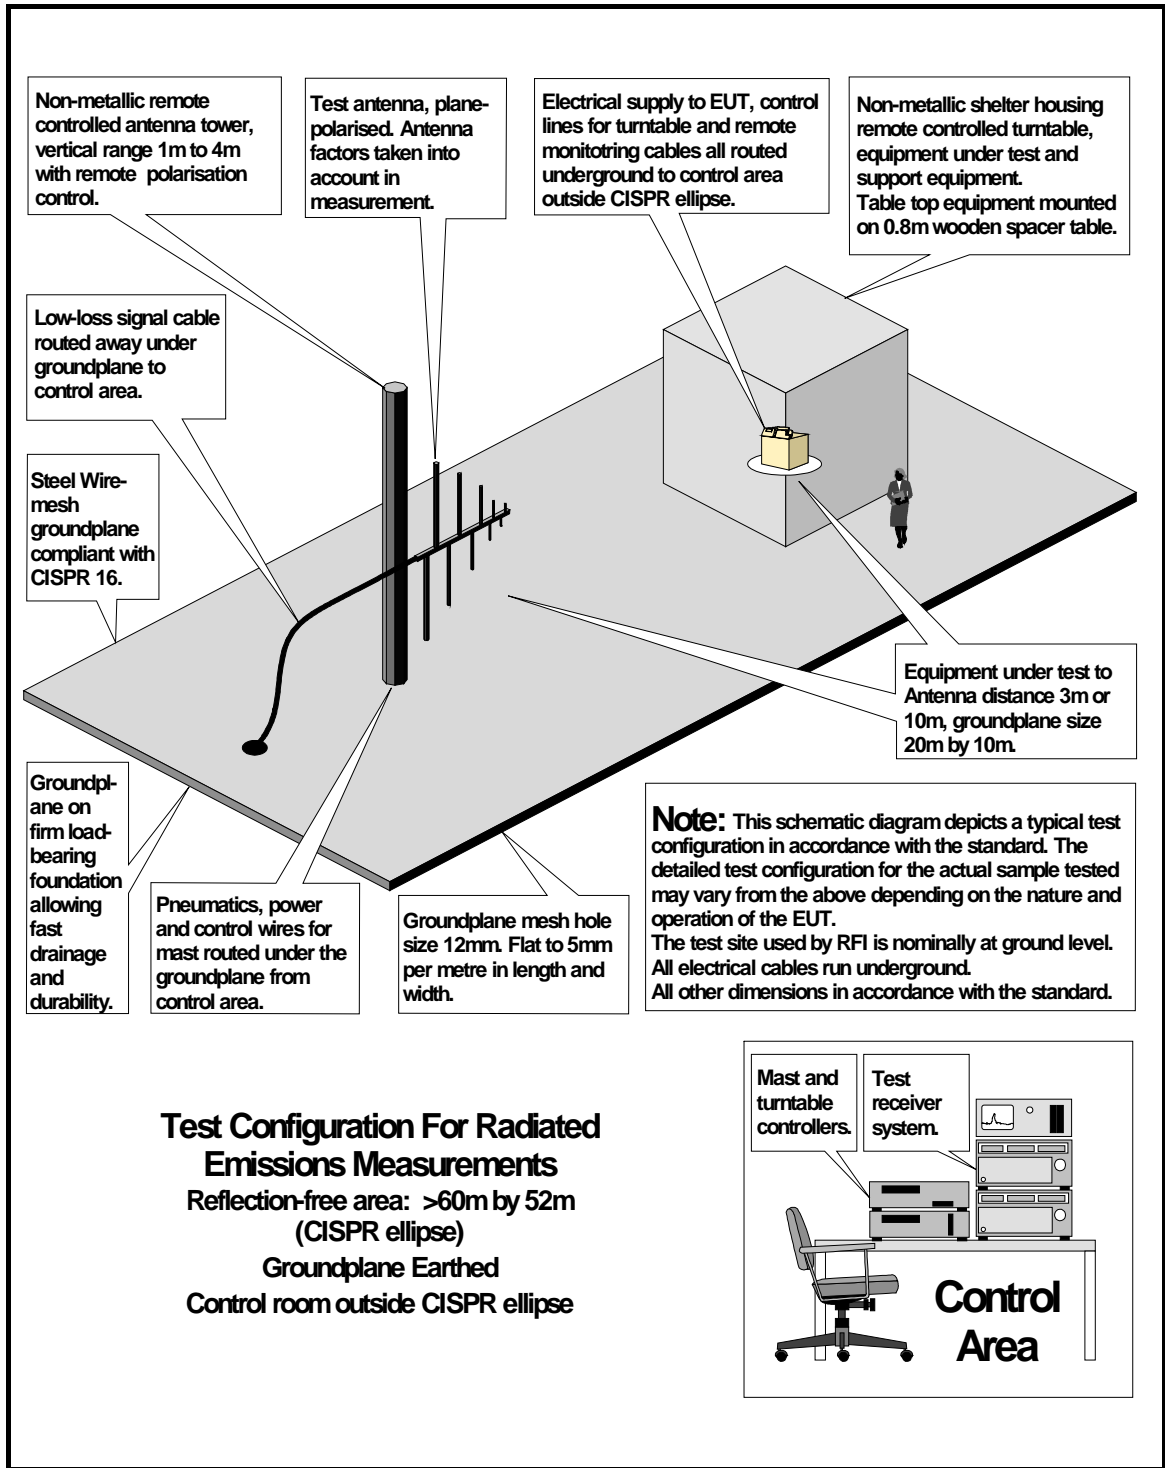 Non-metallic remote
controlled antenna tower,
vertical range 1m to 4m
with remote polarisation
control.
Test antenna, plane-
polarised. Antenna
factors taken into
account in
measurement.
Electrical supply to EUT, control
lines for turntable and remote
monitotring cables all routed
underground to control area
outside CISPR ellipse.
Non-metallic shelter housing
remote controlled turntable,
equipment under test and
support equipment.
Table top equipment mounted
on 0.8m wooden spacer table.
Low-loss signal cable
routed away under
groundplane to
control area.
Steel Wire-
mesh
groundplane
compliant with
CISPR 16.
Equipment under test to
Antenna distance 3m or
10m, groundplane size
20m by 10m.
Groundpl-
ane on
firm load-
bearing
foundation
allowing
fast
drainage
and
durability.
Pneumatics, power
and control wires for
mast routed under the
groundplane from
control area.
Groundplane mesh hole
size 12mm. Flat to 5mm
per metre in length and
width.
Note: This schematic diagram depicts a typical test
configuration in accordance with the standard. The
detailed test configuration for the actual sample tested
may vary from the above depending on the nature and
operation of the EUT.
The test site used by RFI is nominally at ground level.
All electrical cables run underground.
All other dimensions in accordance with the standard.
Test Configuration For Radiated
Emissions Measurements
Reflection-free area: >60m by 52m
(CISPR ellipse)
Groundplane Earthed
Control room outside CISPR ellipse
Mast and
turntable
controllers.
Test
receiver
system.
Control
Area